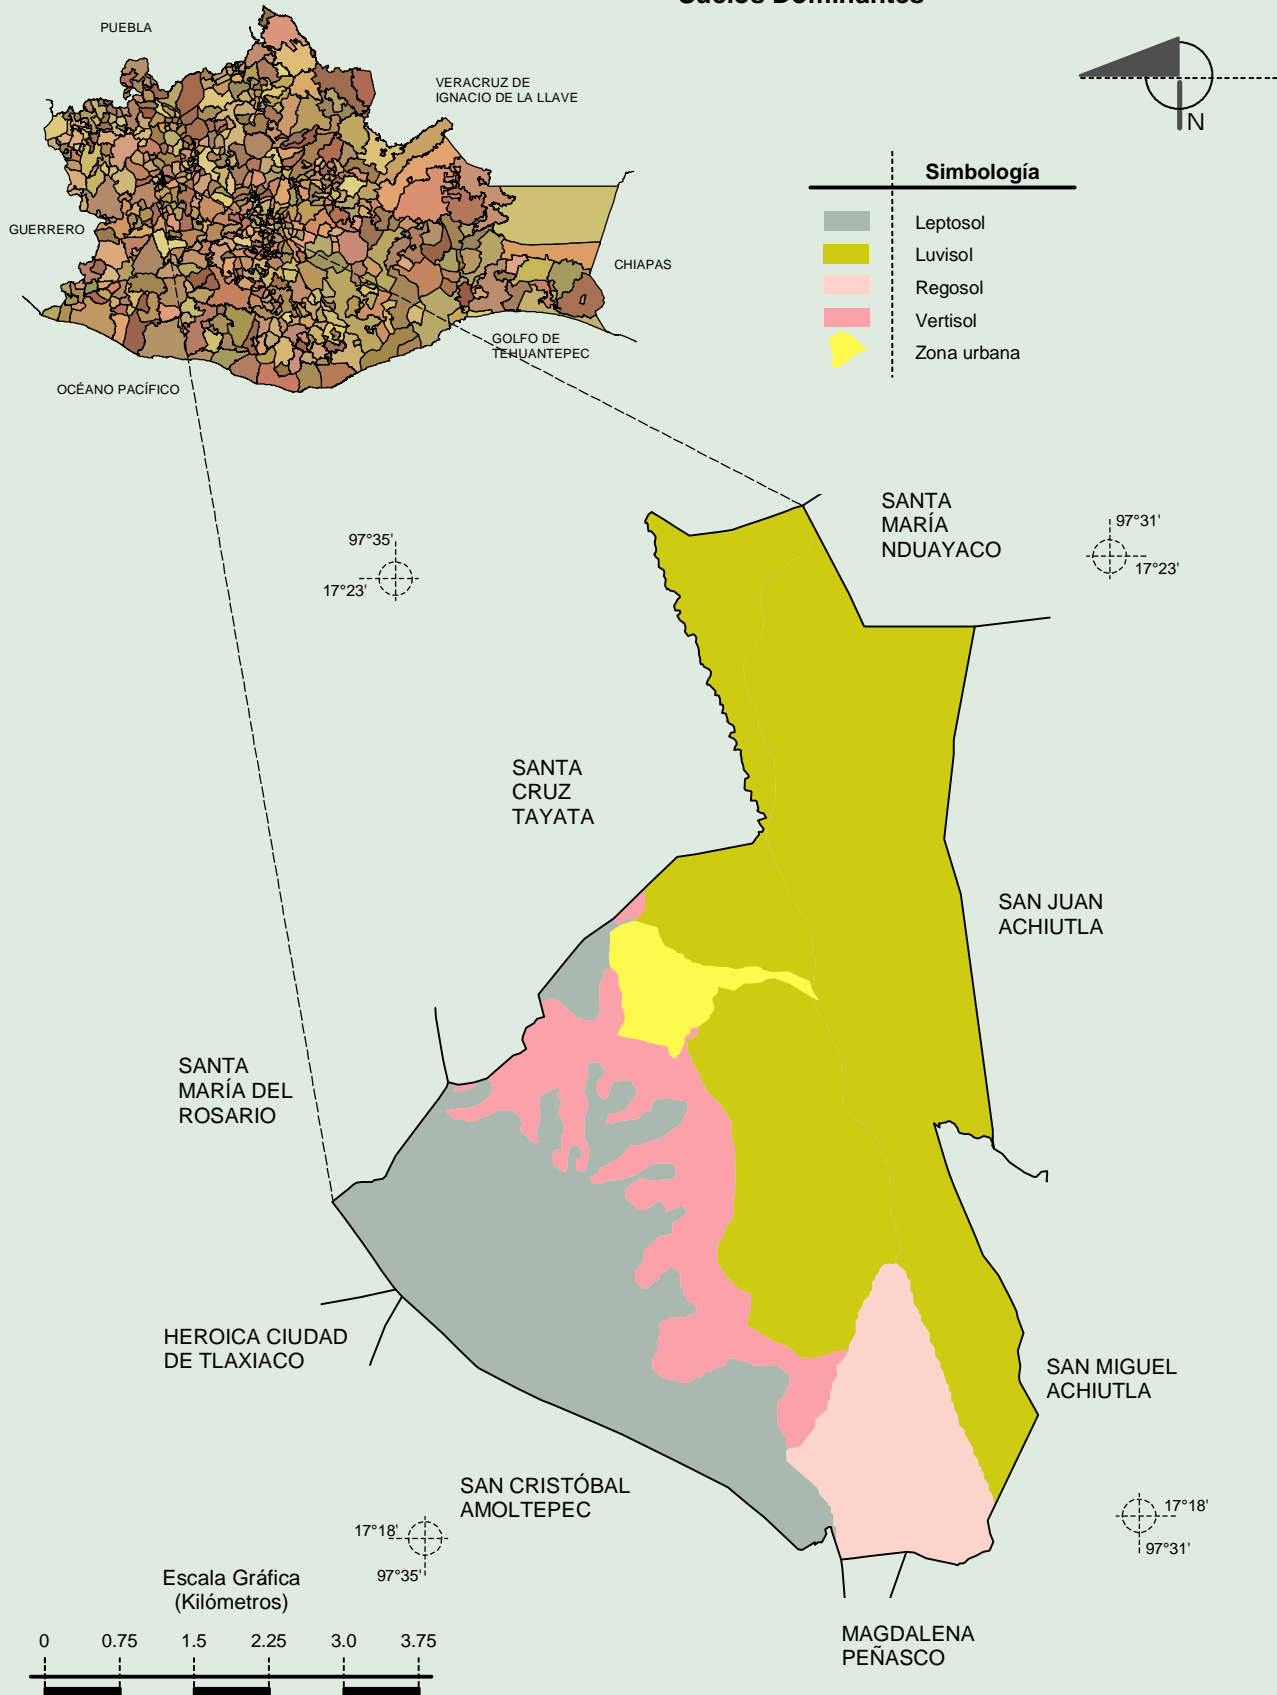 Suelos Dominantes
PUEBLA
VERACRUZ DE
IGNACIO DE LA LLAVE
GUERRERO
CHIAPAS
GOLFO DE
TEHUANTEPEC
OCÉANO PACÍFICO
N
Simbología
Leptosol
Luvisol
Regosol
Vertisol
Zona urbana
SANTA
MARÍA
NDUAYACO
97°35'
17°23'
97°31'
17°23'
SANTA
CRUZ
TAYATA
SAN JUAN
ACHIUTLA
SANTA
MARÍA DEL
ROSARIO
HEROICA CIUDAD
DE TLAXIACO
SAN MIGUEL
ACHIUTLA
SAN CRISTÓBAL
AMOLTEPEC
17°18'
97°35'
17°18'
97°31'
MAGDALENA
PEÑASCO
Escala Gráfica
(Kilómetros)
0 0.75 1.5 2.25 3.0 3.75